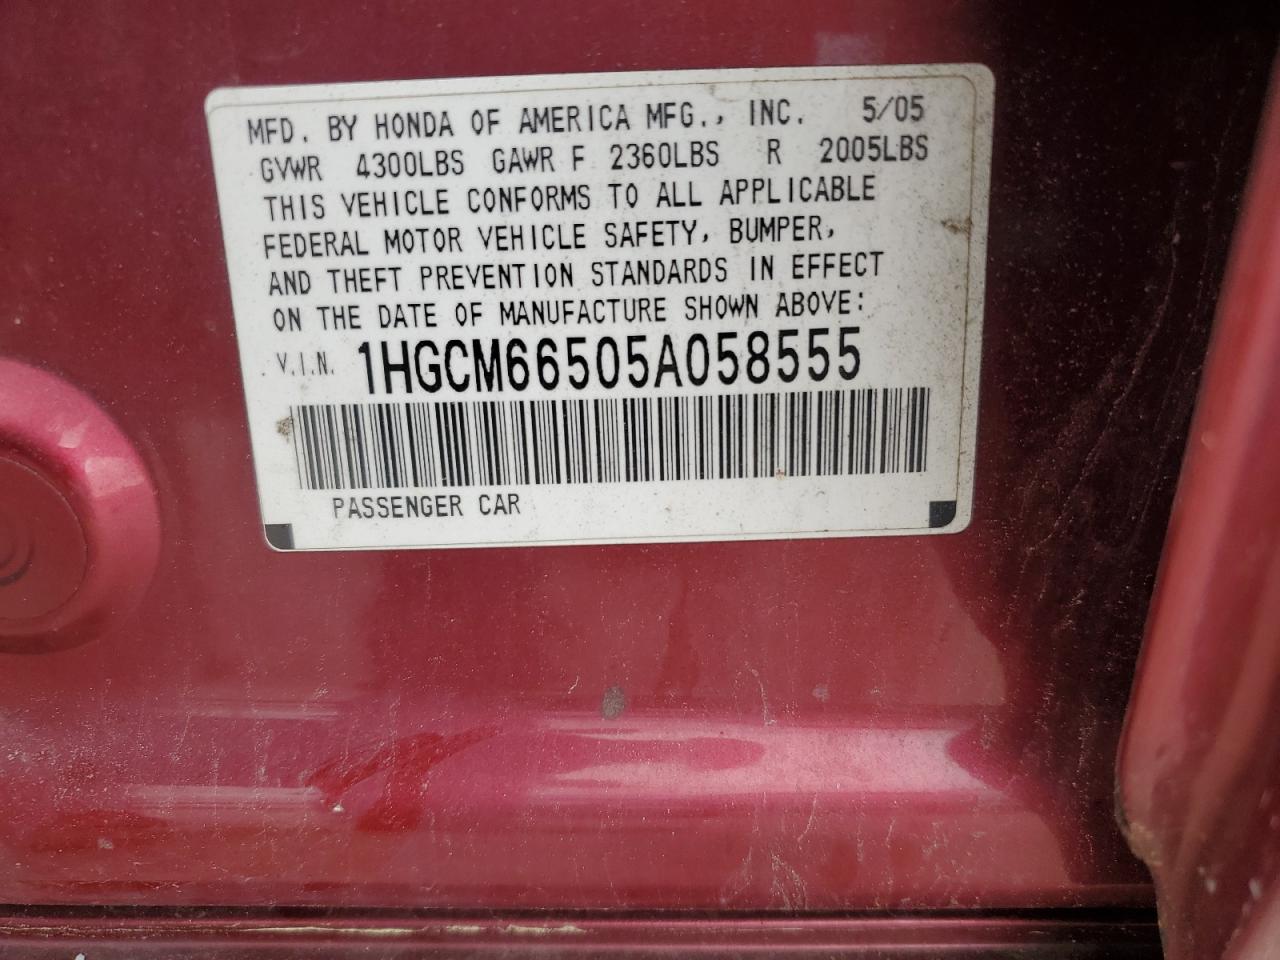 MFD. BY HONDA OF AMERICA MFG., INC. 5/05
GVWR 4300LBS GAWR F 2360LBS R 2005LBS
THIS VEHICLE CONFORMS TO ALL APPLICABLE
FEDERAL MOTOR VEHICLE SAFETY, BUMPER,
AND THEFT PREVENTION STANDARDS IN EFFECT
ON THE DATE OF MANUFACTURE SHOWN ABOVE:
V.I.N. 1HGCM66505A058555
PASSENGER CAR